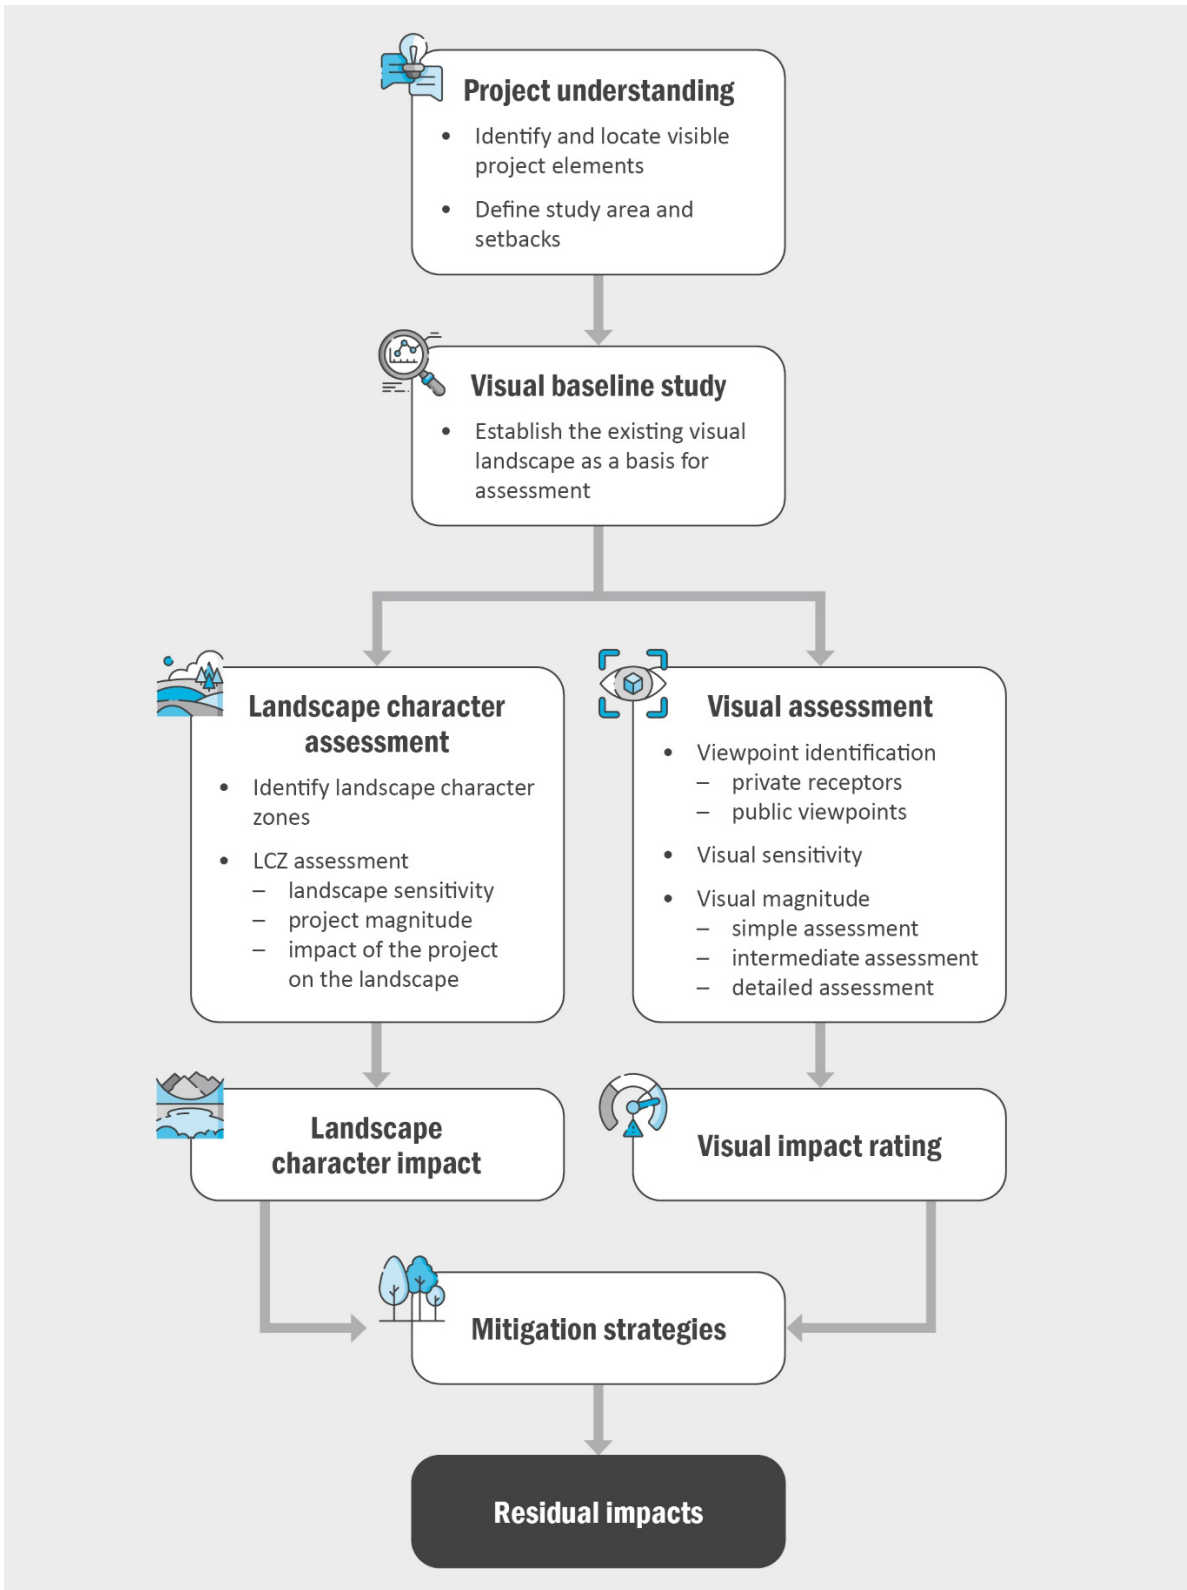 Project understanding
• Identify and locate visible
project elements
• Define study area and
setbacks
Visual baseline study
• Establish the existing visual
landscape as a basis for
assessment
Landscape character
assessment
• Identify landscape character
zones
• LCZ assessment
– landscape sensitivity
– project magnitude
– impact of the project
on the landscape
Visual assessment
• Viewpoint identification
– private receptors
– public viewpoints
• Visual sensitivity
• Visual magnitude
– simple assessment
– intermediate assessment
– detailed assessment
Landscape
character impact
Visual impact rating
Mitigation strategies
Residual impacts